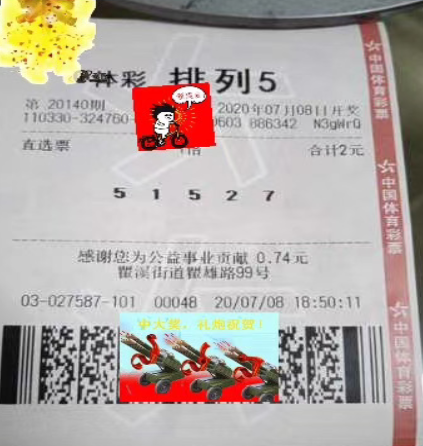 体彩 排列5
第 20140期 2020年07月08日开奖
110330-324760- 0603 886342 N3gWrQ
直选票 1倍 合计2元
5 1 5 2 7
感谢您为公益事业贡献 0.74元
瞿溪街道瞿雄路99号
03-027587-101 00048 20/07/08 18:50:11
中大奖，礼炮祝贺！
中国体育彩票
中国体育彩票
中国体育彩票